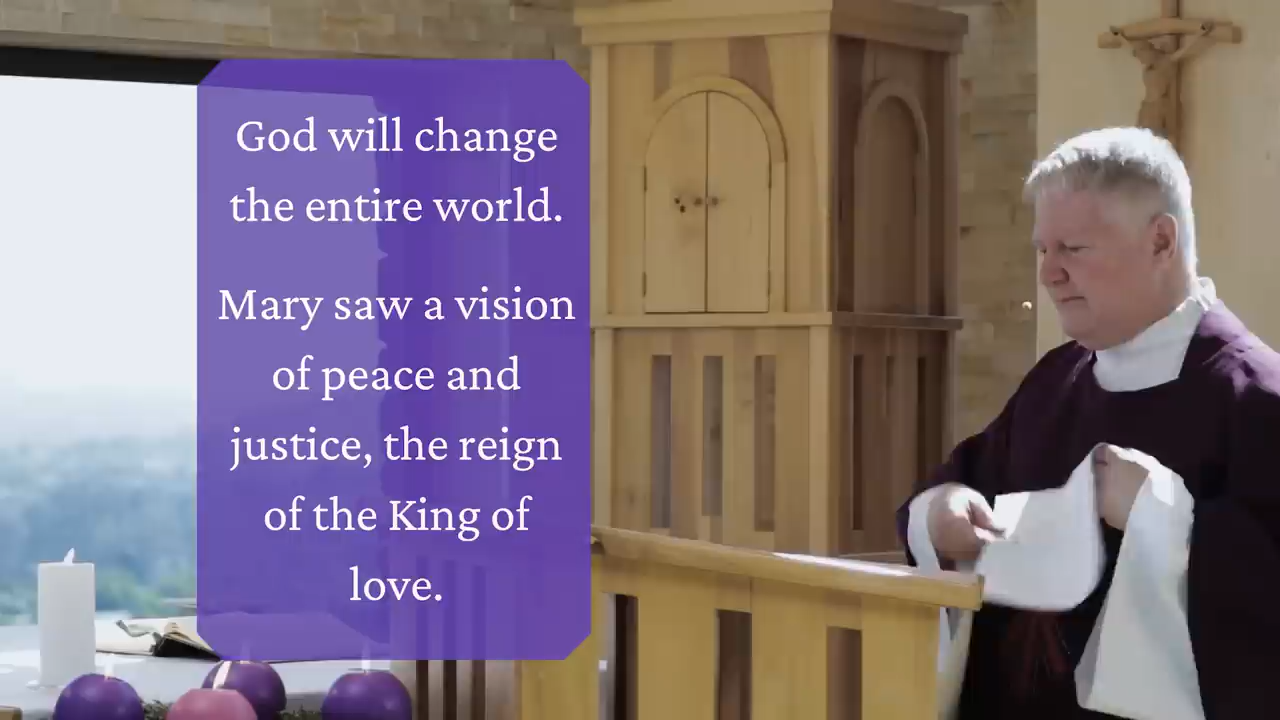 God will change
the entire world.
Mary saw a vision
of peace and
justice, the reign
of the King of
love.